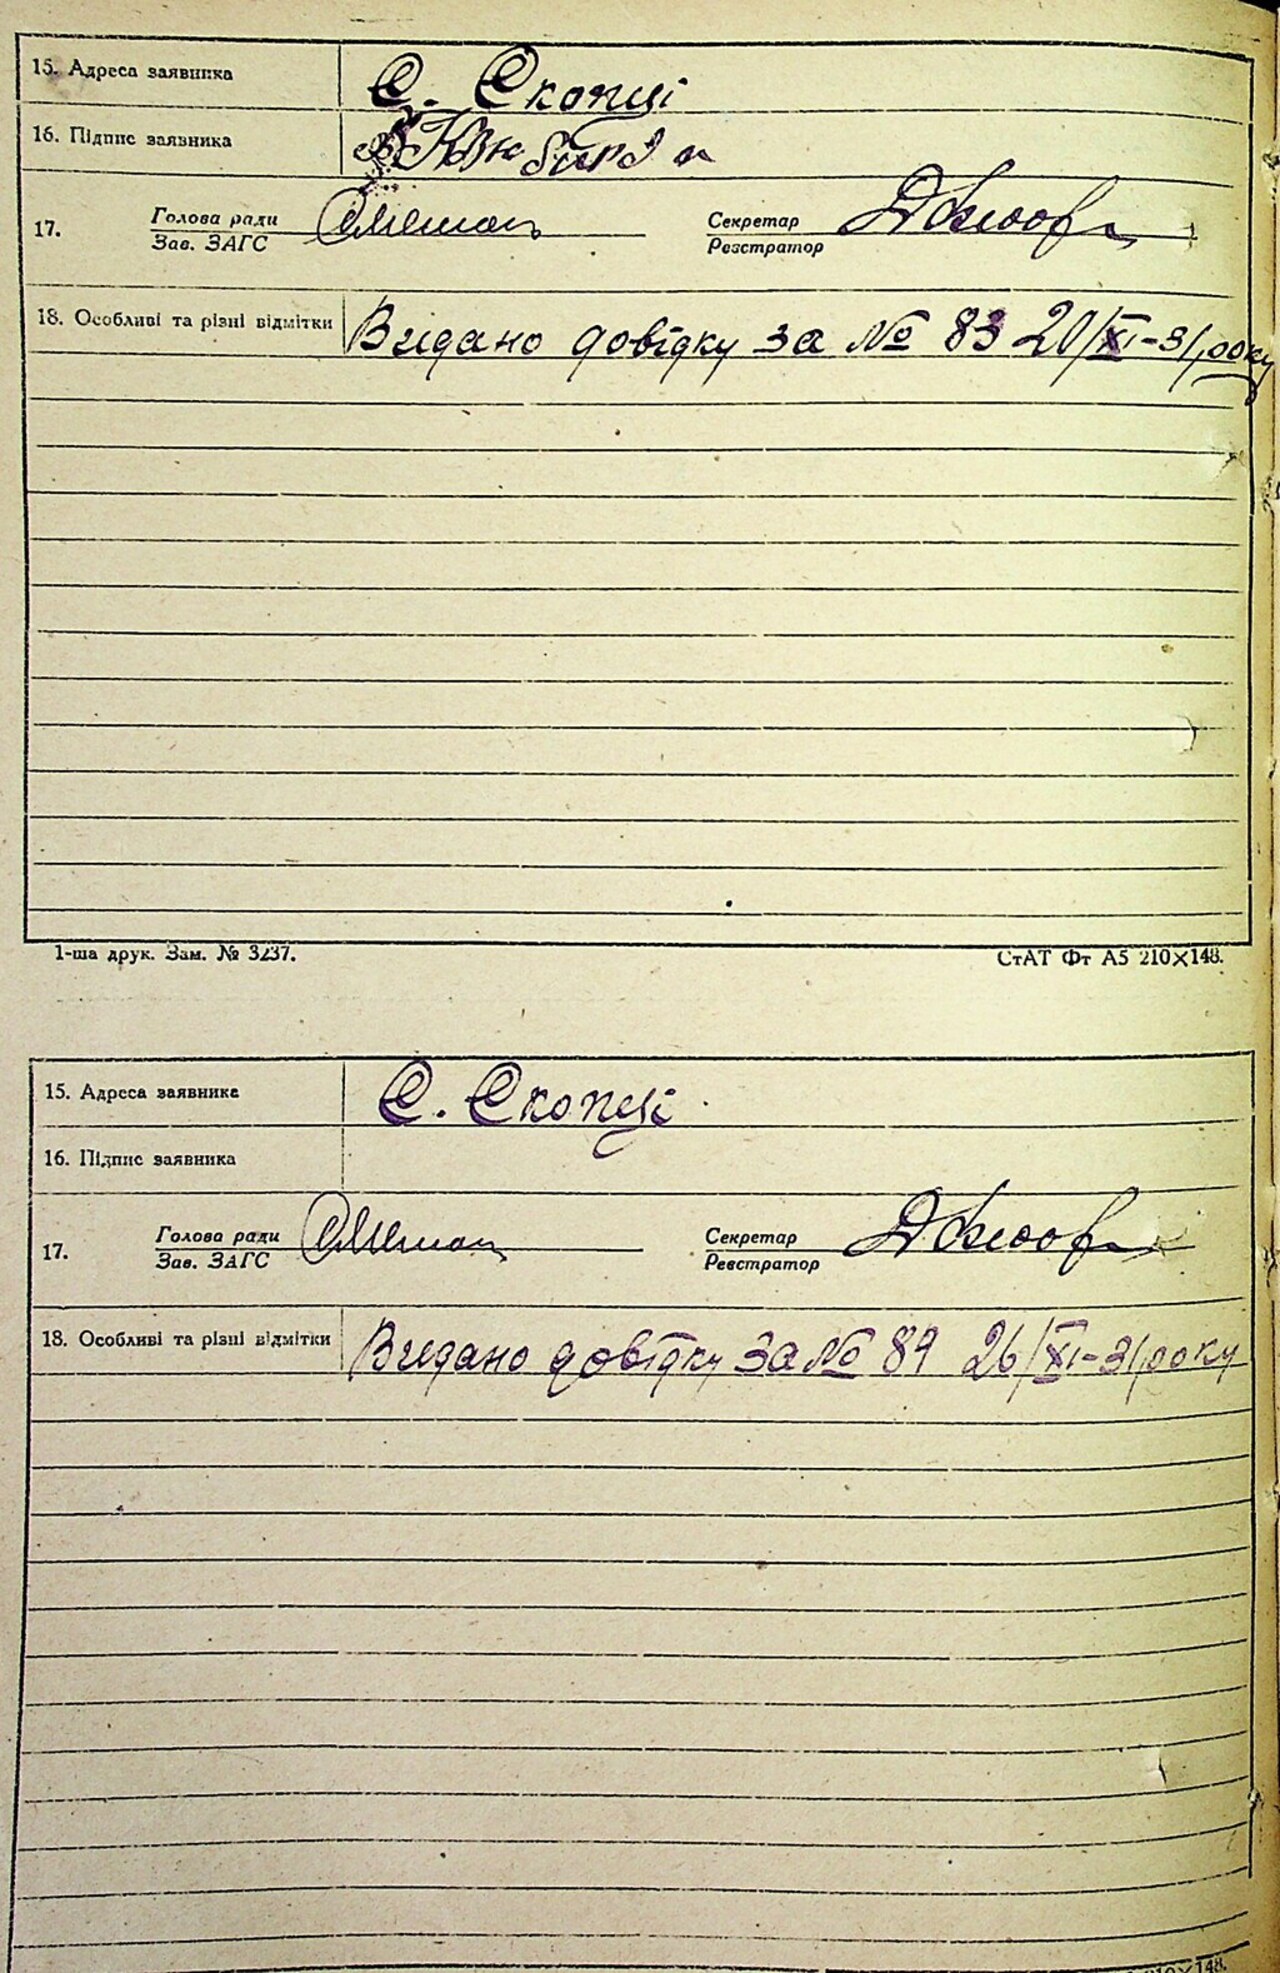 15. Адреса заявника С. Скопці
16. Підпис заявника
17. Голова ради Секретар
Зав. ЗАГС Реєстратор
18. Особливі та різні відмітки Видано довідку за № 83 20/XI-31 року
1-ша друк. Зам. № 3237. СтАТ Фт А5 210×148.
15. Адреса заявника С. Скопці
16. Підпис заявника
17. Голова ради Секретар
Зав. ЗАГС Реєстратор
18. Особливі та різні відмітки Видано довідку за № 84 26/XI-31 року
210×148.